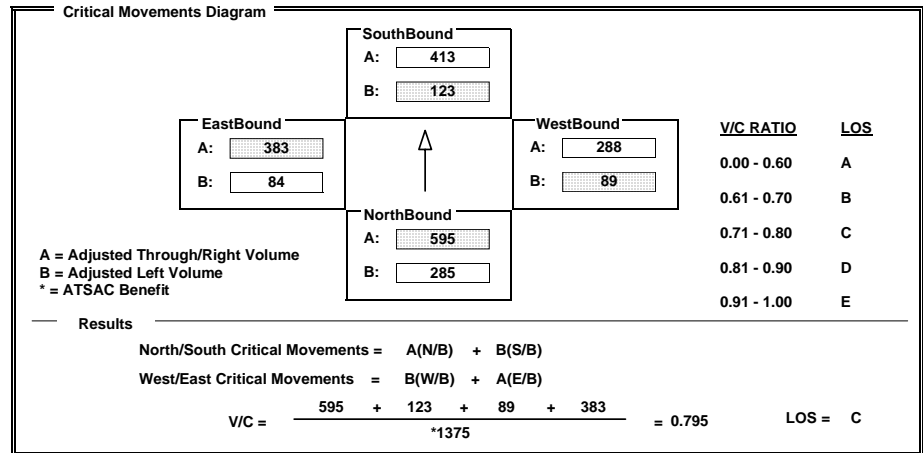 Critical Movements Diagram
SouthBound
A: 413
B: 123
EastBound
A: 383
B: 84
WestBound
A: 288
B: 89
NorthBound
A: 595
B: 285
V/C RATIO LOS
0.00 - 0.60 A
0.61 - 0.70 B
0.71 - 0.80 C
0.81 - 0.90 D
0.91 - 1.00 E
A = Adjusted Through/Right Volume
B = Adjusted Left Volume
* = ATSAC Benefit
Results
North/South Critical Movements = A(N/B) + B(S/B)
West/East Critical Movements = B(W/B) + A(E/B)
V/C = 595 + 123 + 89 + 383 = 0.795 LOS = C
*1375